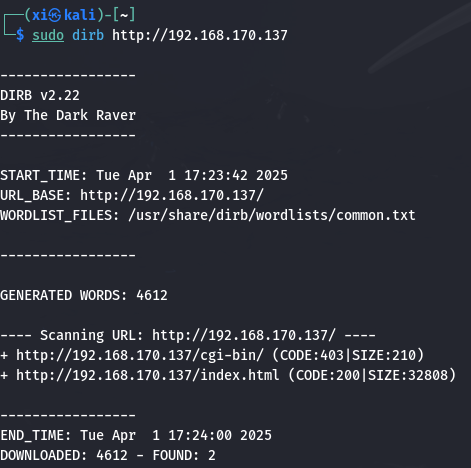 ┌──(xi㉿kali)-[~]
└─$ sudo dirb http://192.168.170.137
-----------------
DIRB v2.22
By The Dark Raver
-----------------
START_TIME: Tue Apr  1 17:23:42 2025
URL_BASE: http://192.168.170.137/
WORDLIST_FILES: /usr/share/dirb/wordlists/common.txt
-----------------
GENERATED WORDS: 4612
---- Scanning URL: http://192.168.170.137/ ----
+ http://192.168.170.137/cgi-bin/ (CODE:403|SIZE:210)
+ http://192.168.170.137/index.html (CODE:200|SIZE:32808)
-----------------
END_TIME: Tue Apr  1 17:24:00 2025
DOWNLOADED: 4612 - FOUND: 2